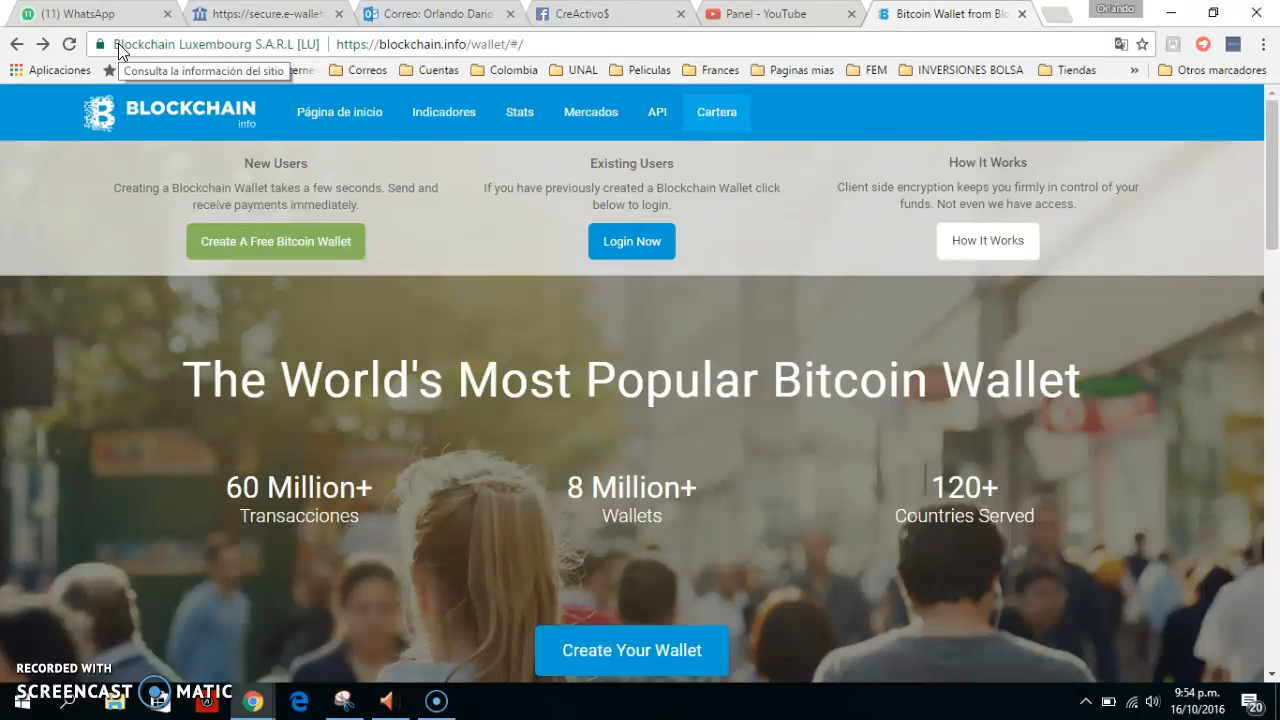 (11) WhatsApp
https://secure.e-wallet
Correo: Orlando Dario
CreActivo$
Panel - YouTube
Bitcoin Wallet from Blo
Orlando
Blockchain Luxembourg S.A.R.L [LU]
https://blockchain.info/wallet/#/
Aplicaciones
Consulta la información del sitio
Correos
Cuentas
Colombia
UNAL
Peliculas
Frances
Paginas mias
FEM
INVERSIONES BOLSA
Tiendas
»
Otros marcadores
BLOCKCHAIN
info
Página de inicio
Indicadores
Stats
Mercados
API
Cartera
New Users
Creating a Blockchain Wallet takes a few seconds. Send and
receive payments immediately.
Create A Free Bitcoin Wallet
Existing Users
If you have previously created a Blockchain Wallet click
below to login.
Login Now
How It Works
Client side encryption keeps you firmly in control of your
funds. Not even we have access.
How It Works
The World's Most Popular Bitcoin Wallet
60 Million+
Transacciones
8 Million+
Wallets
120+
Countries Served
Create Your Wallet
RECORDED WITH
SCREENCAST MATIC
9:54 p.m.
16/10/2016
20